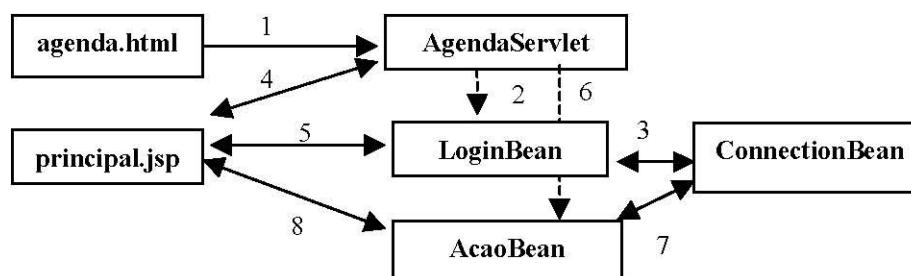 agenda.html
1
AgendaServlet
4
2
6
principal.jsp
5
LoginBean
3
ConnectionBean
8
AcaoBean
7